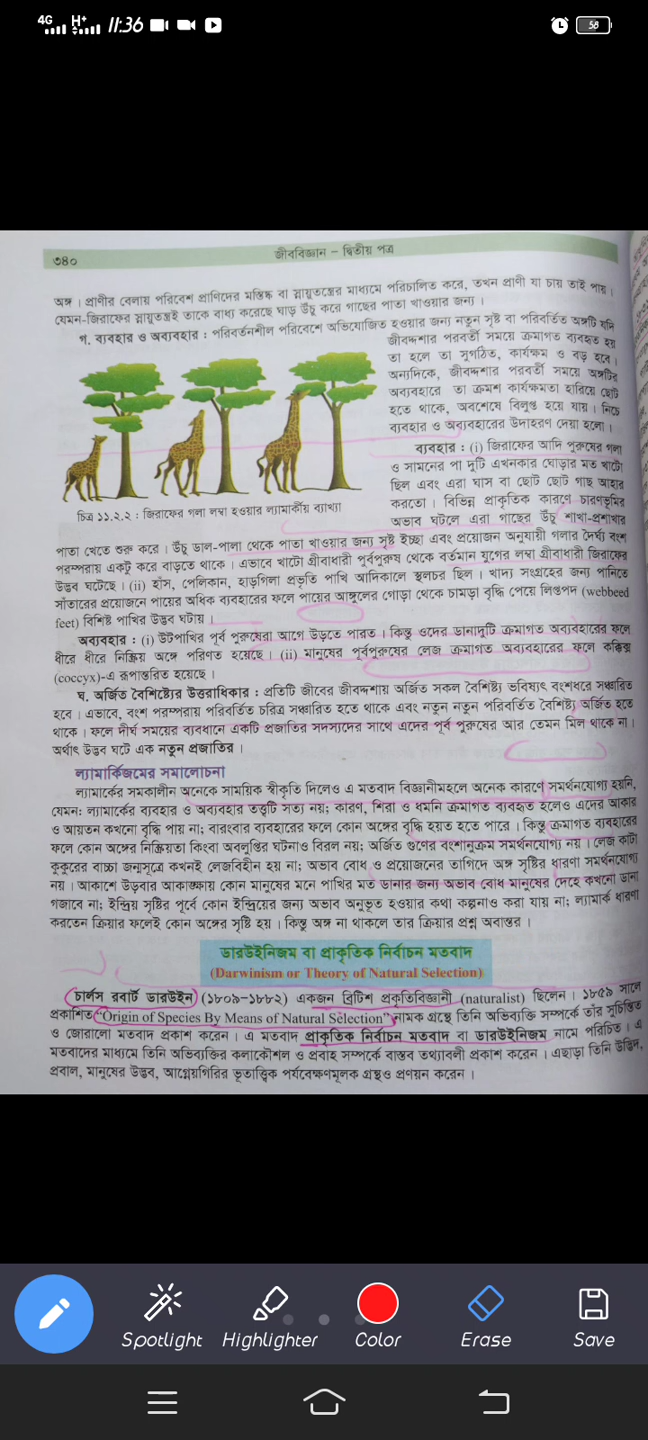 4G H+ 11:36 58
৩৪০
জীববিজ্ঞান – দ্বিতীয় পত্র
অঙ্গ। প্রাণীর বেলায় পরিবেশ প্রাণিদের মস্তিষ্ক বা স্নায়ুতন্ত্রের মাধ্যমে পরিচালিত করে, তখন প্রাণী যা চায় তাই পায়।
যেমন-জিরাফের স্নায়ুতন্ত্রই তাকে বাধ্য করেছে ঘাড় উঁচু করে গাছের পাতা খাওয়ার জন্য।
গ. ব্যবহার ও অব্যবহার : পরিবর্তনশীল পরিবেশে অভিযোজিত হওয়ার জন্য নতুন সৃষ্ট বা পরিবর্তিত অঙ্গটি যদি
জীবদ্দশার পরবর্তী সময়ে ক্রমাগত ব্যবহৃত হয়
তা হলে তা সুগঠিত, কার্যক্ষম ও বড় হবে।
অন্যদিকে, জীবদ্দশার পরবর্তী সময়ে অঙ্গটির
অব্যবহারে তা ক্রমশ কার্যক্ষমতা হারিয়ে ছোট
হতে থাকে, অবশেষে বিলুপ্ত হয়ে যায়। নিচে
ব্যবহার ও অব্যবহারের উদাহরণ দেয়া হলো।
ব্যবহার : (i) জিরাফের আদি পুরুষের গলা
ও সামনের পা দুটি এখনকার ঘোড়ার মত খাটো
ছিল এবং এরা ঘাস বা ছোট ছোট গাছ আহার
করতো। বিভিন্ন প্রাকৃতিক কারণে চারণভূমির
অভাব ঘটলে এরা গাছের উঁচু শাখা-প্রশাখার
চিত্র ১১.২.২ : জিরাফের গলা লম্বা হওয়ার ল্যামার্কীয় ব্যাখ্যা
পাতা খেতে শুরু করে। উঁচু ডাল-পালা থেকে পাতা খাওয়ার জন্য সৃষ্ট ইচ্ছা এবং প্রয়োজন অনুযায়ী গলার দৈর্ঘ্য বংশ
পরম্পরায় একটু করে বাড়তে থাকে। এভাবে খাটো গ্রীবাধারী পূর্বপুরুষ থেকে বর্তমান যুগের লম্বা গ্রীবাধারী জিরাফের
উদ্ভব ঘটেছে। (ii) হাঁস, পেলিকান, হাড়গিলা প্রভৃতি পাখি আদিকালে স্থলচর ছিল। খাদ্য সংগ্রহের জন্য পানিতে
সাঁতারের প্রয়োজনে পায়ের অধিক ব্যবহারের ফলে পায়ের আঙ্গুলের গোড়া থেকে চামড়া বৃদ্ধি পেয়ে লিপ্তপদ (webbeed
feet) বিশিষ্ট পাখির উদ্ভব ঘটায়।
অব্যবহার : (i) উটপাখির পূর্ব পুরুষেরা আগে উড়তে পারত। কিন্তু ওদের ডানাদুটি ক্রমাগত অব্যবহারের ফলে
ধীরে ধীরে নিষ্ক্রিয় অঙ্গে পরিণত হয়েছে। (ii) মানুষের পূর্বপুরুষের লেজ ক্রমাগত অব্যবহারের ফলে কক্কিক্স
(coccyx)-এ রূপান্তরিত হয়েছে।
ঘ. অর্জিত বৈশিষ্ট্যের উত্তরাধিকার : প্রতিটি জীবের জীবদ্দশায় অর্জিত সকল বৈশিষ্ট্য ভবিষ্যৎ বংশধরে সঞ্চারিত
হবে। এভাবে, বংশ পরম্পরায় পরিবর্তিত চরিত্র সঞ্চারিত হতে থাকে এবং নতুন নতুন পরিবর্তিত বৈশিষ্ট্য অর্জিত হতে
থাকে। ফলে দীর্ঘ সময়ের ব্যবধানে একটি প্রজাতির সদস্যদের সাথে এদের পূর্ব পুরুষের আর তেমন মিল থাকে না।
অর্থাৎ উদ্ভব ঘটে এক নতুন প্রজাতির।
ল্যামার্কিজমের সমালোচনা
ল্যামার্কের সমকালীন অনেকে সাময়িক স্বীকৃতি দিলেও এ মতবাদ বিজ্ঞানীমহলে অনেক কারণে সমর্থনযোগ্য হয়নি,
যেমন: ল্যামার্কের ব্যবহার ও অব্যবহার তত্ত্বটি সত্য নয়; কারণ, শিরা ও ধমনি ক্রমাগত ব্যবহৃত হলেও এদের আকার
ও আয়তন কখনো বৃদ্ধি পায় না; বারংবার ব্যবহারের ফলে কোন অঙ্গের বৃদ্ধি হয়ত হতে পারে। কিন্তু ক্রমাগত ব্যবহারের
ফলে কোন অঙ্গের নিষ্ক্রিয়তা কিংবা অবলুপ্তির ঘটনাও বিরল নয়; অর্জিত গুণের বংশানুক্রম সমর্থনযোগ্য নয়। লেজ কাটা
কুকুরের বাচ্চা জন্মসূত্রে কখনই লেজবিহীন হয় না; অভাব বোধ ও প্রয়োজনের তাগিদে অঙ্গ সৃষ্টির ধারণা সমর্থনযোগ্য
নয়। আকাশে উড়বার আকাঙ্কায় কোন মানুষের মনে পাখির মত ডানার জন্য অভাব বোধ মানুষের দেহে কখনো ডানা
গজাবে না; ইন্দ্রিয় সৃষ্টির পূর্বে কোন ইন্দ্রিয়ের জন্য অভাব অনুভূত হওয়ার কথা কল্পনাও করা যায় না; ল্যামার্ক ধারণা
করতেন ক্রিয়ার ফলেই কোন অঙ্গের সৃষ্টি হয়। কিন্তু অঙ্গ না থাকলে তার ক্রিয়ার প্রশ্ন অবান্তর।
ডারউইনিজম বা প্রাকৃতিক নির্বাচন মতবাদ
(Darwinism or Theory of Natural Selection)
চার্লস রবার্ট ডারউইন (১৮০৯-১৮৮২) একজন ব্রিটিশ প্রকৃতিবিজ্ঞানী (naturalist) ছিলেন। ১৮৫৯ সালে
প্রকাশিত "Origin of Species By Means of Natural Selection" নামক গ্রন্থে তিনি অভিব্যক্তি সম্পর্কে তাঁর সুচিন্তিত
ও জোরালো মতবাদ প্রকাশ করেন। এ মতবাদ প্রাকৃতিক নির্বাচন মতবাদ বা ডারউইনিজম নামে পরিচিত। এ
মতবাদের মাধ্যমে তিনি অভিব্যক্তির কলাকৌশল ও প্রবাহ সম্পর্কে বাস্তব তথ্যাবলী প্রকাশ করেন। এছাড়া তিনি উদ্ভিদ,
প্রবাল, মানুষের উদ্ভব, আগ্নেয়গিরির ভূতাত্ত্বিক পর্যবেক্ষণমূলক গ্রন্থও প্রণয়ন করেন।
Spotlight Highlighter Color Erase Save